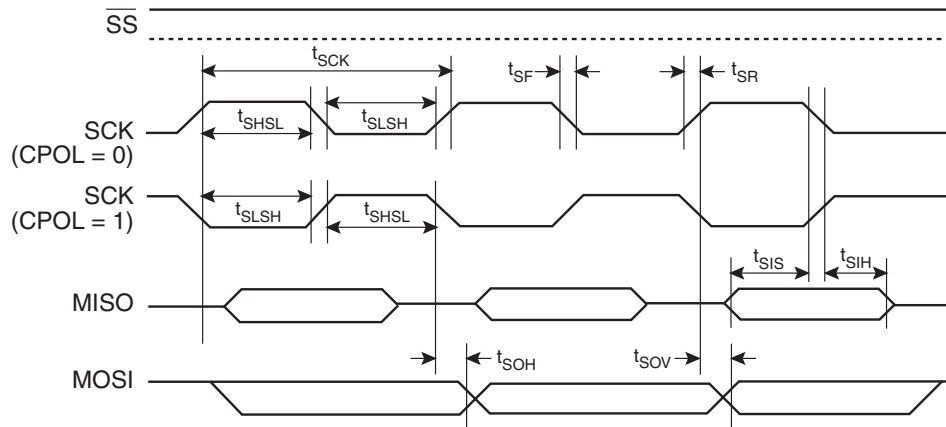 SS
tSCK
tSF
tSR
tSHSL
tSLSH
SCK
(CPOL = 0)
SCK
(CPOL = 1)
tSLSH
tSHSL
tSIS
tSIH
MISO
tSOH
tSOV
MOSI